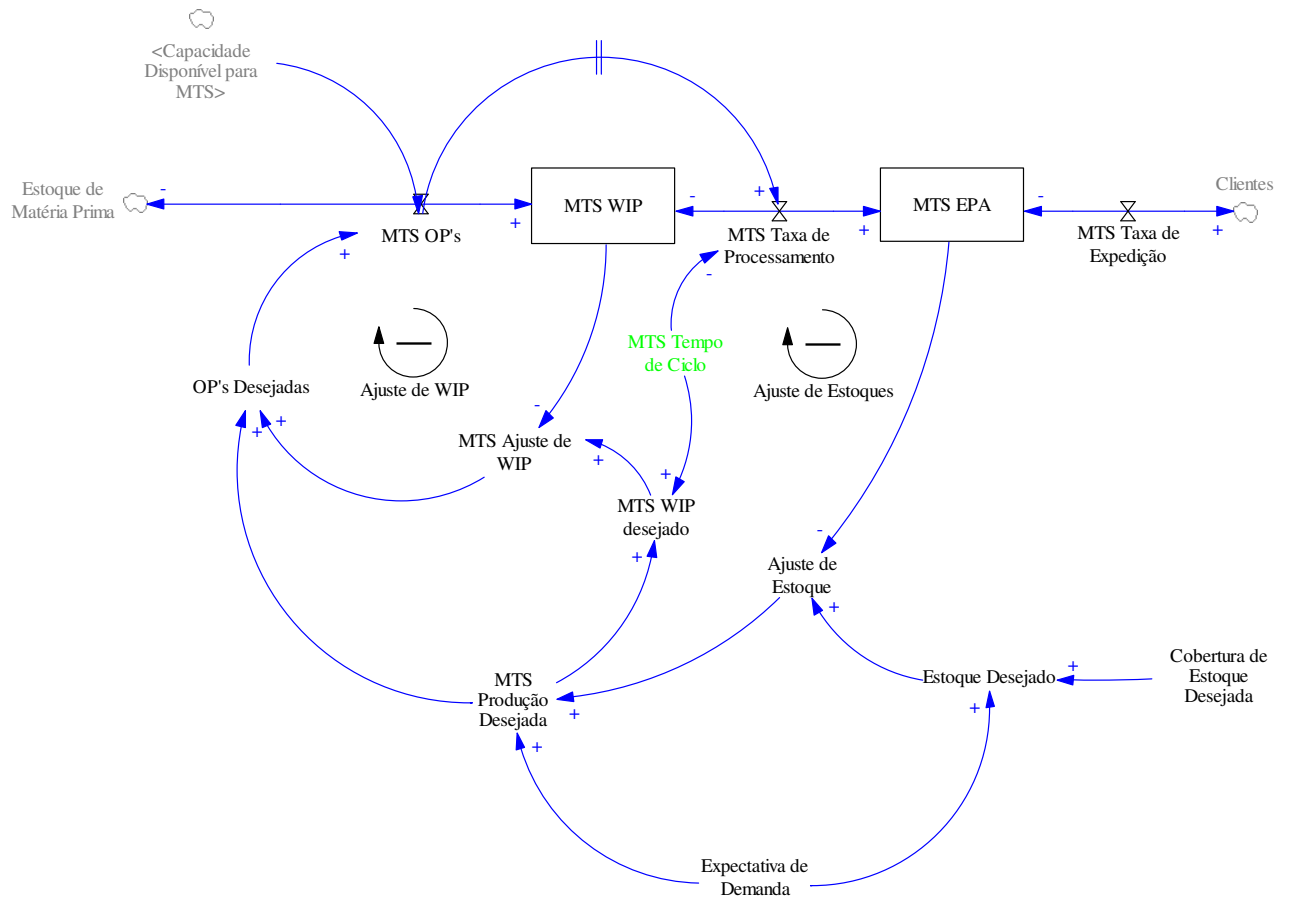 <Capacidade
Disponível para
MTS>
Estoque de
Matéria Prima
-
+
MTS OP's
+
MTS WIP
-
+
MTS Taxa de
Processamento
-
+
MTS EPA
-
+
MTS Taxa de
Expedição
Clientes
MTS Tempo
de Ciclo
Ajuste de WIP
Ajuste de Estoques
OP's Desejadas
+
+
-
MTS Ajuste de
WIP
+
+
MTS WIP
desejado
+
-
Ajuste de
Estoque
+
MTS
Produção
Desejada
+
+
Estoque Desejado
+
+
Cobertura de
Estoque
Desejada
Expectativa de
Demanda